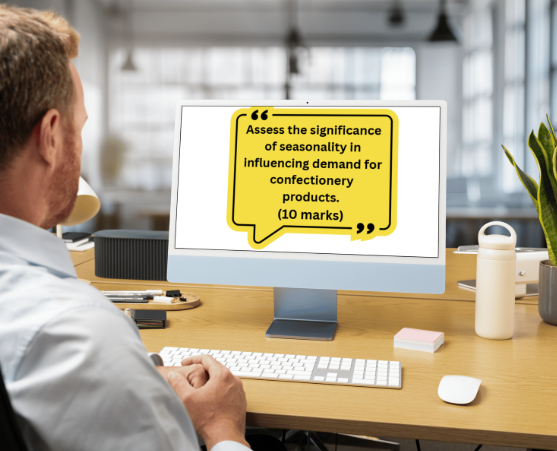 Assess the significance
of seasonality in
influencing demand for
confectionery
products.
(10 marks)